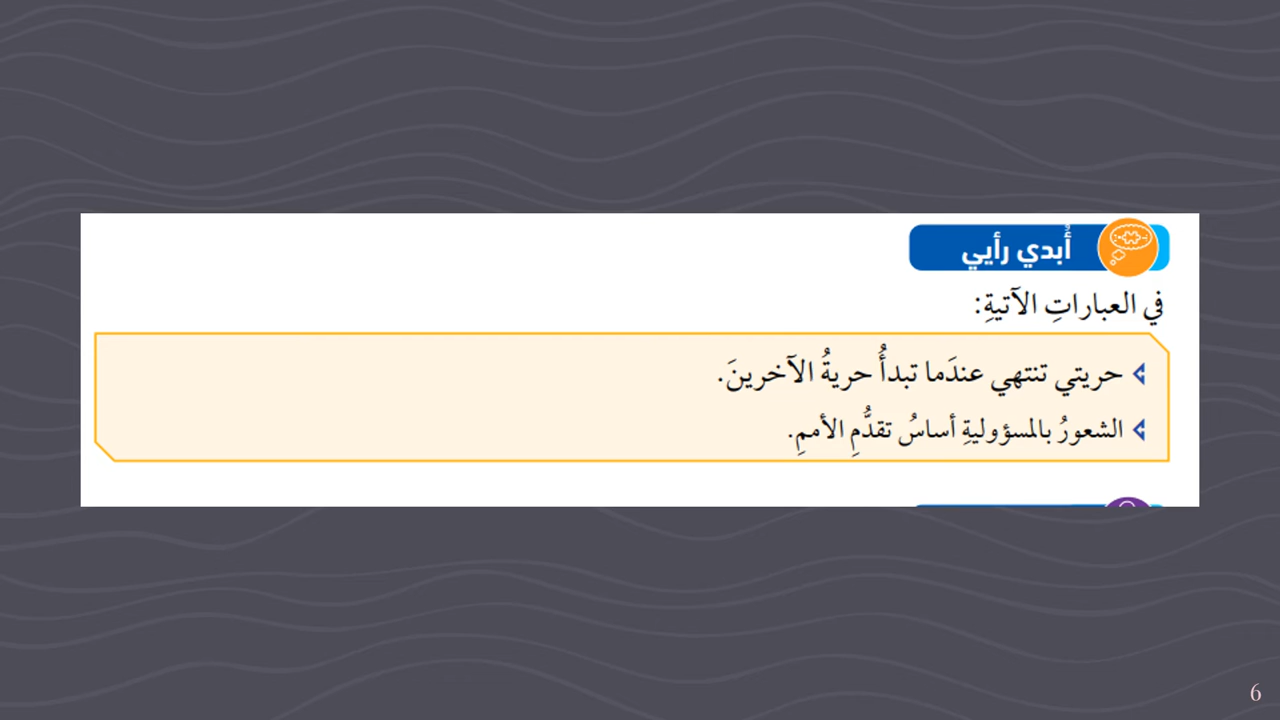 أُبدي رأيي
في العباراتِ الآتيةِ:
حريتي تنتهي عندَما تبدأُ حريةُ الآخرينَ.
الشعورُ بالمسؤوليةِ أساسُ تقدُّمِ الأممِ.
6